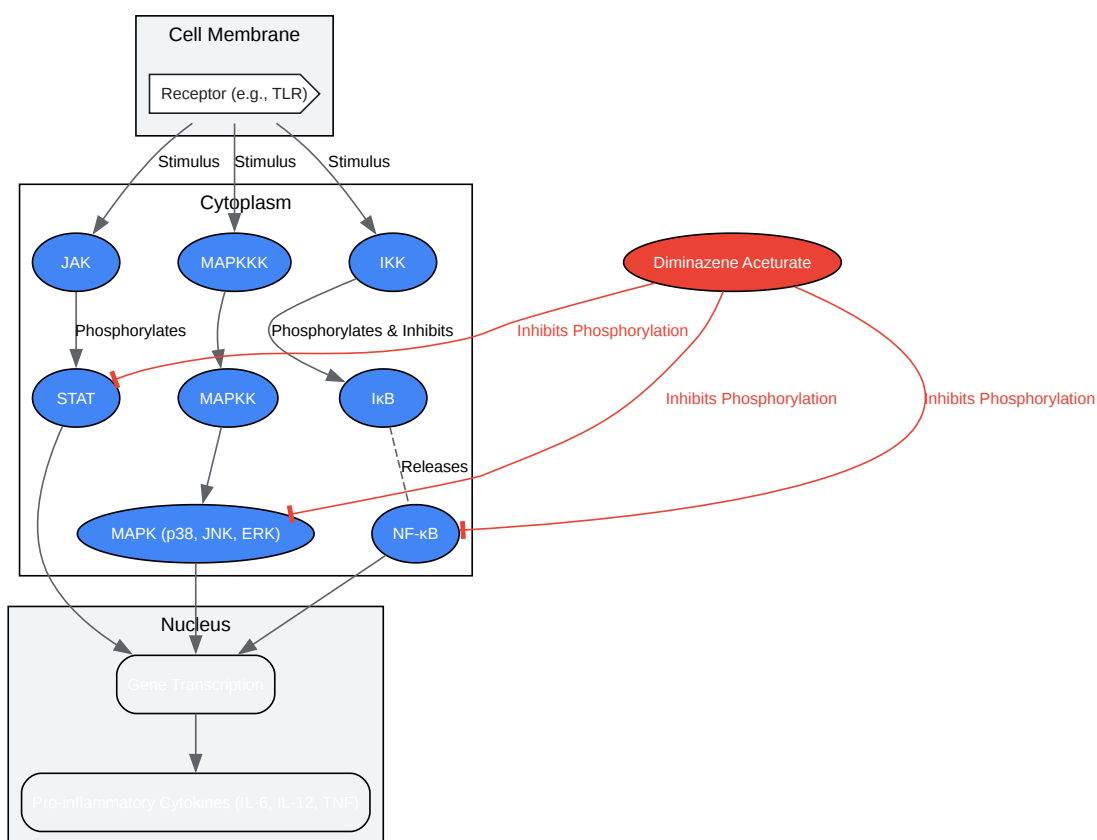 Cell Membrane
Receptor (e.g., TLR)
Stimulus
Stimulus
Stimulus
Cytoplasm
JAK
MAPKKK
IKK
Diminazene Aceturate
Phosphorylates
Phosphorylates & Inhibits
Inhibits Phosphorylation
STAT
MAPKK
IκB
Inhibits Phosphorylation
Inhibits Phosphorylation
Releases
MAPK (p38, JNK, ERK)
NF-κB
Nucleus
Gene Transcription
Pro-inflammatory Cytokines (IL-6, IL-12, TNF)